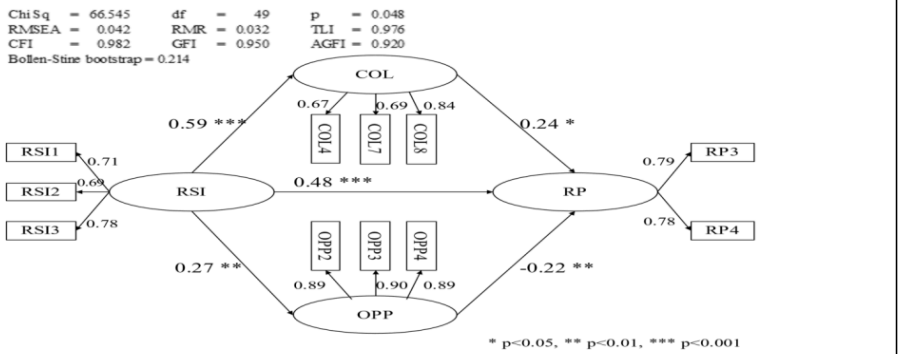 Chi Sq = 66.545 df = 49 p = 0.048
RMSEA = 0.042 RMR = 0.032 TLI = 0.976
CFI = 0.982 GFI = 0.950 AGFI = 0.920
Bollen-Stine bootstrap = 0.214
COL
0.67 0.69 0.84
0.59 ***
0.24 *
COL4 COL7 COL8
RSI1
0.71
0.79
RP3
RSI2
0.69
RSI
0.48 ***
RP
RSI3
0.78
0.78
RP4
OPP2 OPP3 OPP4
0.27 **
-0.22 **
0.89 0.90 0.89
OPP
* p<0.05, ** p<0.01, *** p<0.001